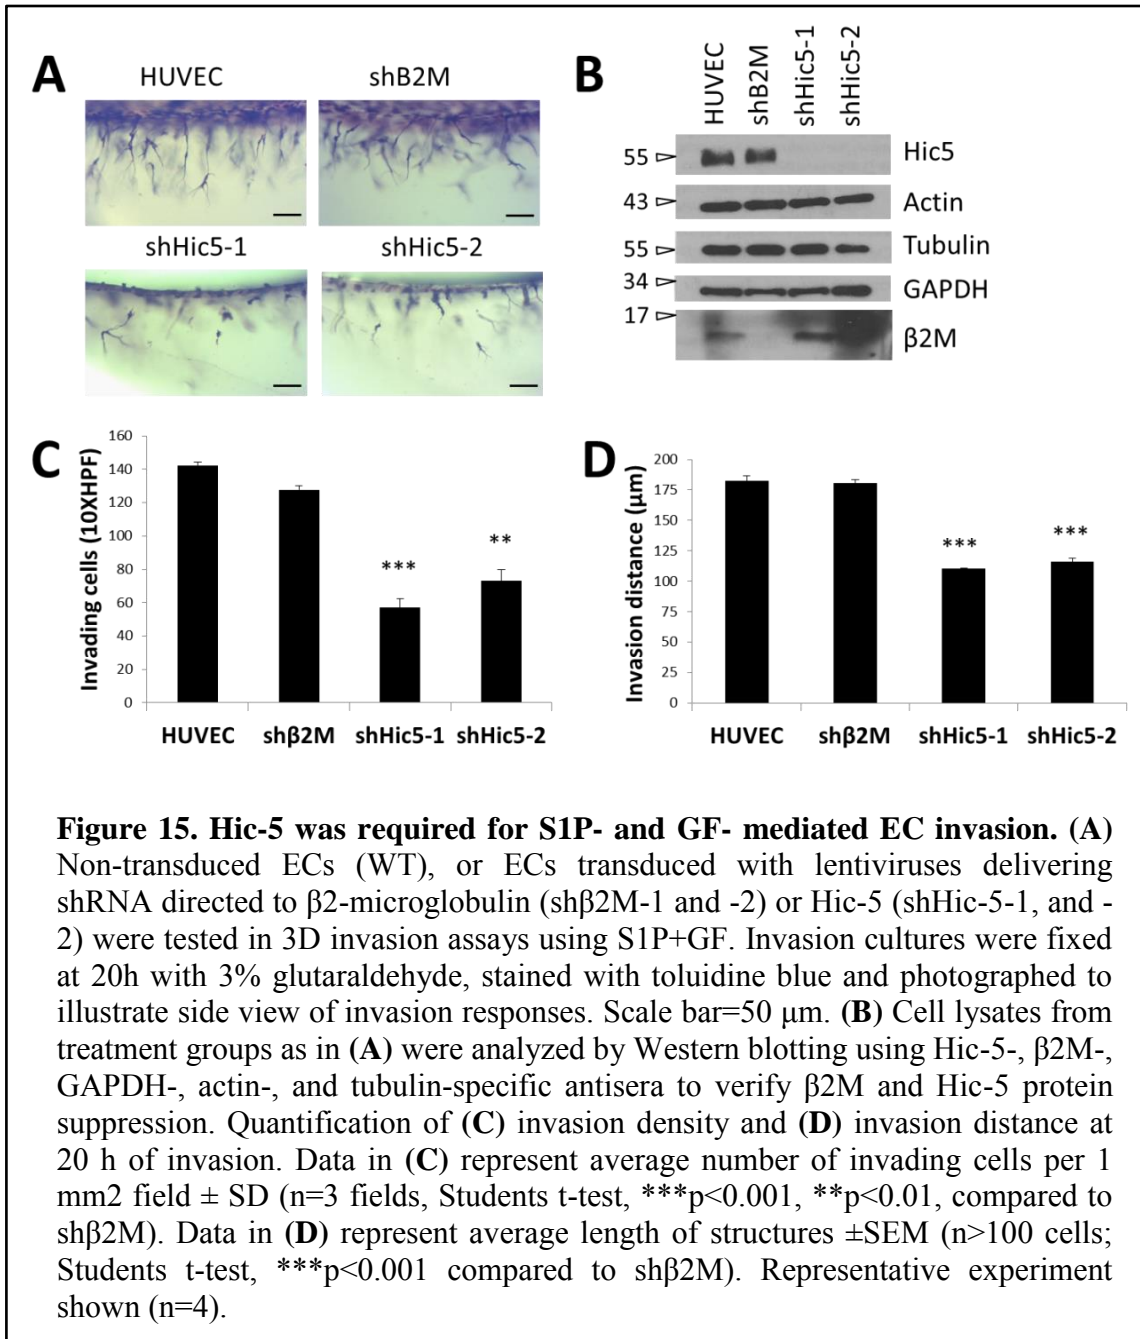 A
HUVEC
shB2M
shHic5-1
shHic5-2
B
HUVEC
shB2M
shHic5-1
shHic5-2
55
Hic5
43
Actin
55
Tubulin
34
GAPDH
17
β2M
C
Invading cells (10XHPF)
160
140
120
100
80
60
40
20
0
***
**
HUVEC
shβ2M
shHic5-1
shHic5-2
D
Invasion distance (μm)
200
175
150
125
100
75
50
25
0
***
***
HUVEC
shβ2M
shHic5-1
shHic5-2
Figure 15. Hic-5 was required for S1P- and GF- mediated EC invasion. (A)
Non-transduced ECs (WT), or ECs transduced with lentiviruses delivering
shRNA directed to β2-microglobulin (shβ2M-1 and -2) or Hic-5 (shHic-5-1, and -
2) were tested in 3D invasion assays using S1P+GF. Invasion cultures were fixed
at 20h with 3% glutaraldehyde, stained with toluidine blue and photographed to
illustrate side view of invasion responses. Scale bar=50 μm. (B) Cell lysates from
treatment groups as in (A) were analyzed by Western blotting using Hic-5-, β2M-,
GAPDH-, actin-, and tubulin-specific antisera to verify β2M and Hic-5 protein
suppression. Quantification of (C) invasion density and (D) invasion distance at
20 h of invasion. Data in (C) represent average number of invading cells per 1
mm2 field ± SD (n=3 fields, Students t-test, ***p<0.001, **p<0.01, compared to
shβ2M). Data in (D) represent average length of structures ±SEM (n>100 cells;
Students t-test, ***p<0.001 compared to shβ2M). Representative experiment
shown (n=4).